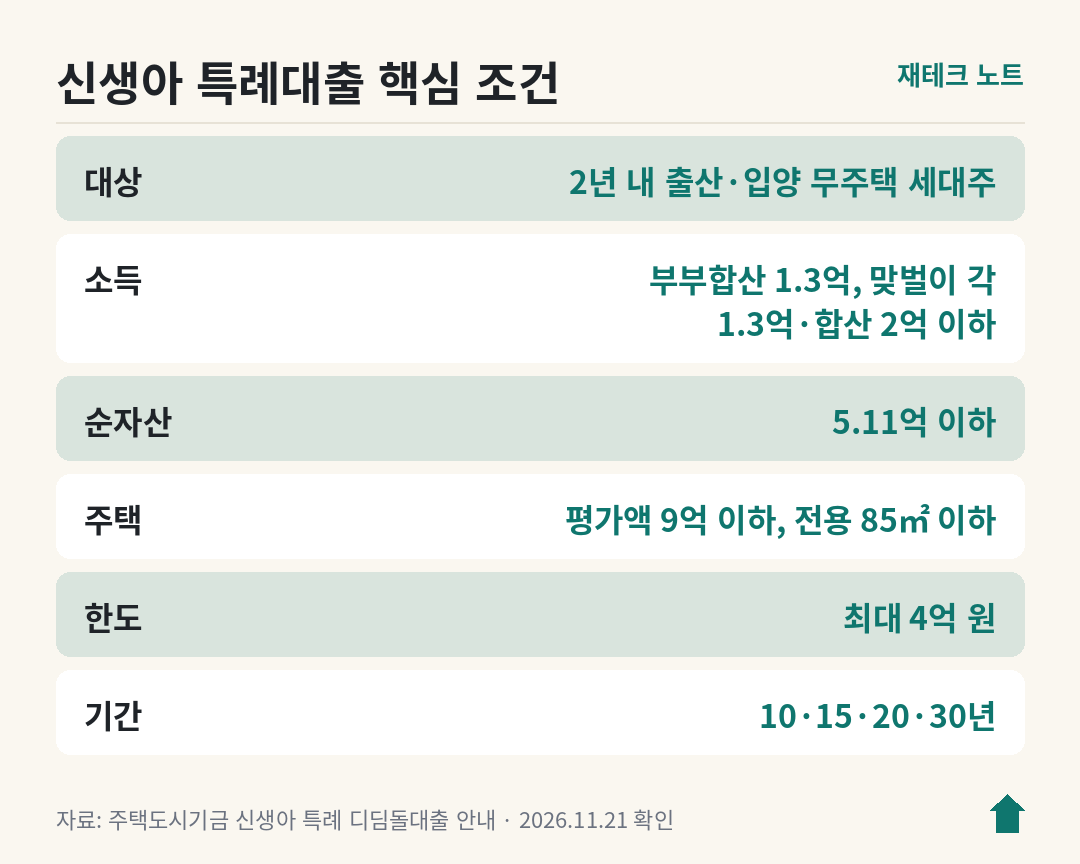 신생아 특례대출 핵심 조건
재테크 노트
대상
2년 내 출산·입양 무주택 세대주
소득
부부합산 1.3억, 맞벌이 각
1.3억·합산 2억 이하
순자산
5.11억 이하
주택
평가액 9억 이하, 전용 85㎡ 이하
한도
최대 4억 원
기간
10·15·20·30년
자료: 주택도시기금 신생아 특례 디딤돌대출 안내 · 2026.11.21 확인